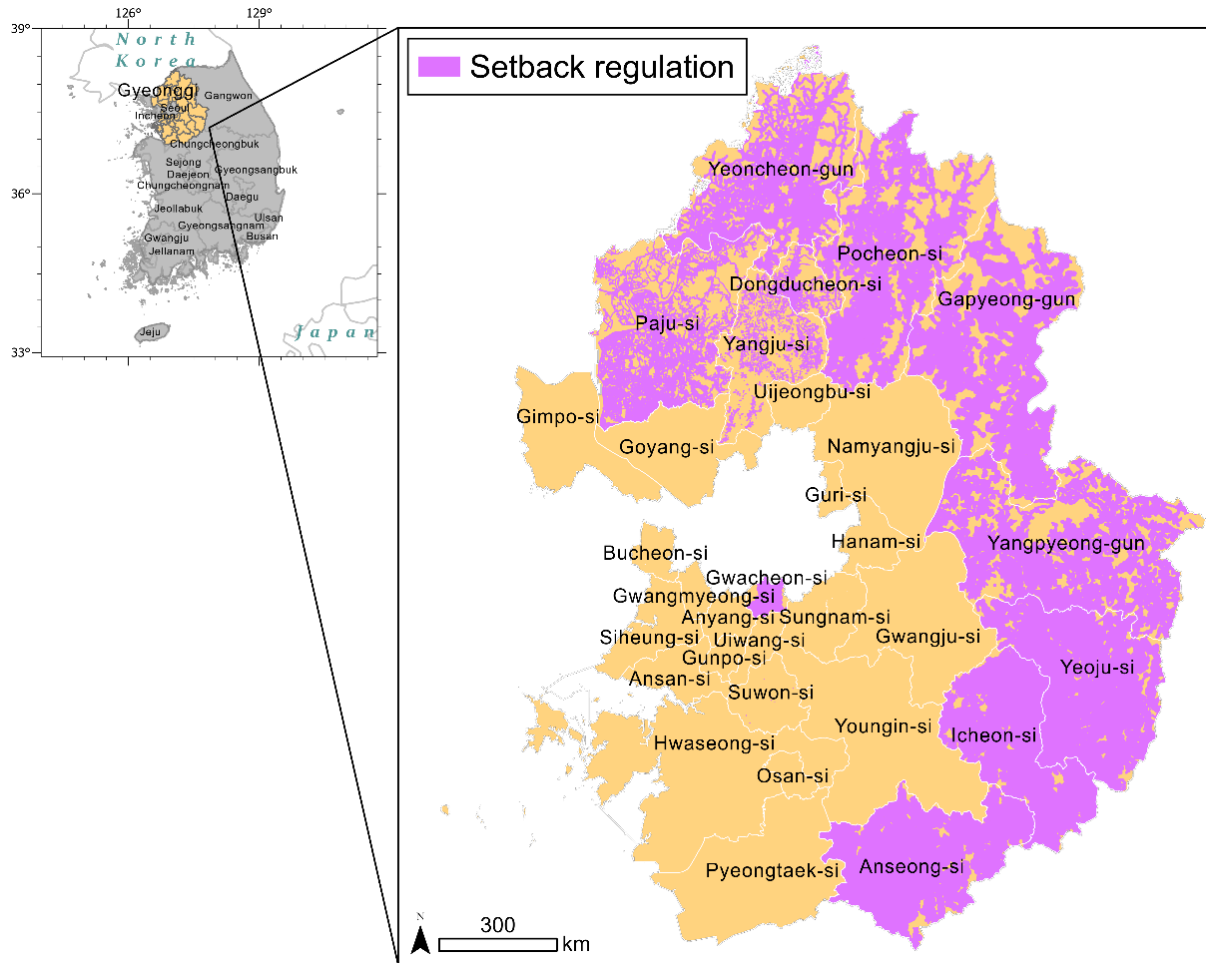 126°
129°
39°
36°
33°
North
Korea
Gyeonggi
Seoul
Incheon
Gangwon
Chungcheongbuk
Sejong
Daejeon
Gyeongsangbuk
Chungcheongnam
Daegu
Jeollabuk
Ulsan
Gyeongsangnam
Gwangju
Busan
Jellanam
Jeju
Japan
Setback regulation
Yeoncheon-gun
Pocheon-si
Dongducheon-si
Gapyeong-gun
Paju-si
Yangju-si
Uijeongbu-si
Gimpo-si
Goyang-si
Namyangju-si
Guri-si
Hanam-si
Yangpyeong-gun
Bucheon-si
Gwacheon-si
Gwangmyeong-si
Anyang-si
Sungnam-si
Siheung-si
Uiwang-si
Gwangju-si
Gunpo-si
Yeoju-si
Ansan-si
Suwon-si
Youngin-si
Icheon-si
Hwaseong-si
Osan-si
Pyeongtaek-si
Anseong-si
N
300
km